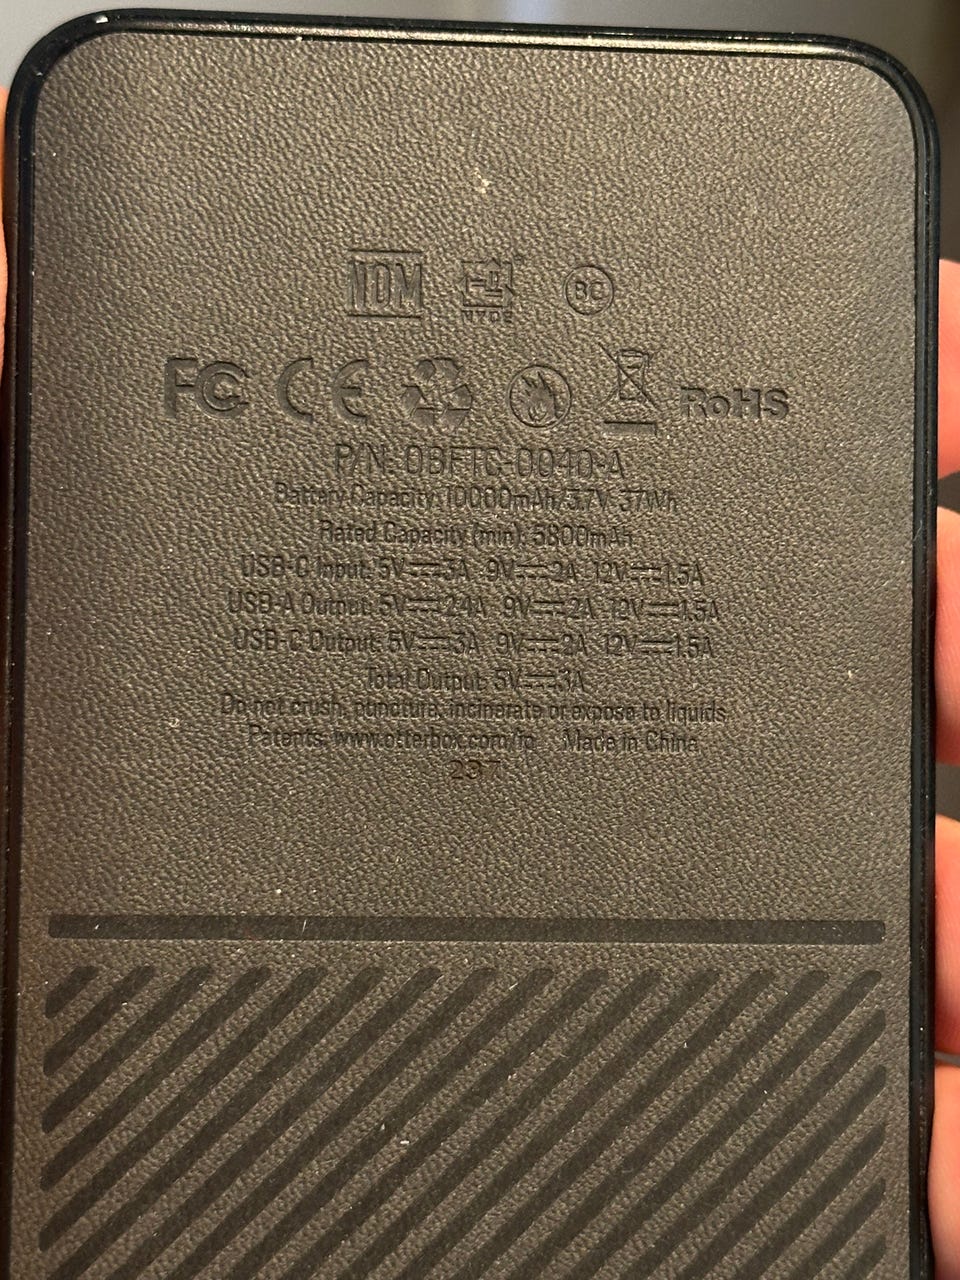 NOM NYCE BC
FC CE RoHS
P/N: OBFTC-0040-A
Battery Capacity: 10000mAh/3.7V 37Wh
Rated Capacity (min): 5800mAh
USB-C Input: 5V⎓3A 9V⎓2A 12V⎓1.5A
USB-A Output: 5V⎓2.4A 9V⎓2A 12V⎓1.5A
USB-C Output: 5V⎓3A 9V⎓2A 12V⎓1.5A
Total Output: 5V⎓3A
Do not crush, puncture, incinerate or expose to liquids
Patents: www.otterbox.com/ip Made in China
237